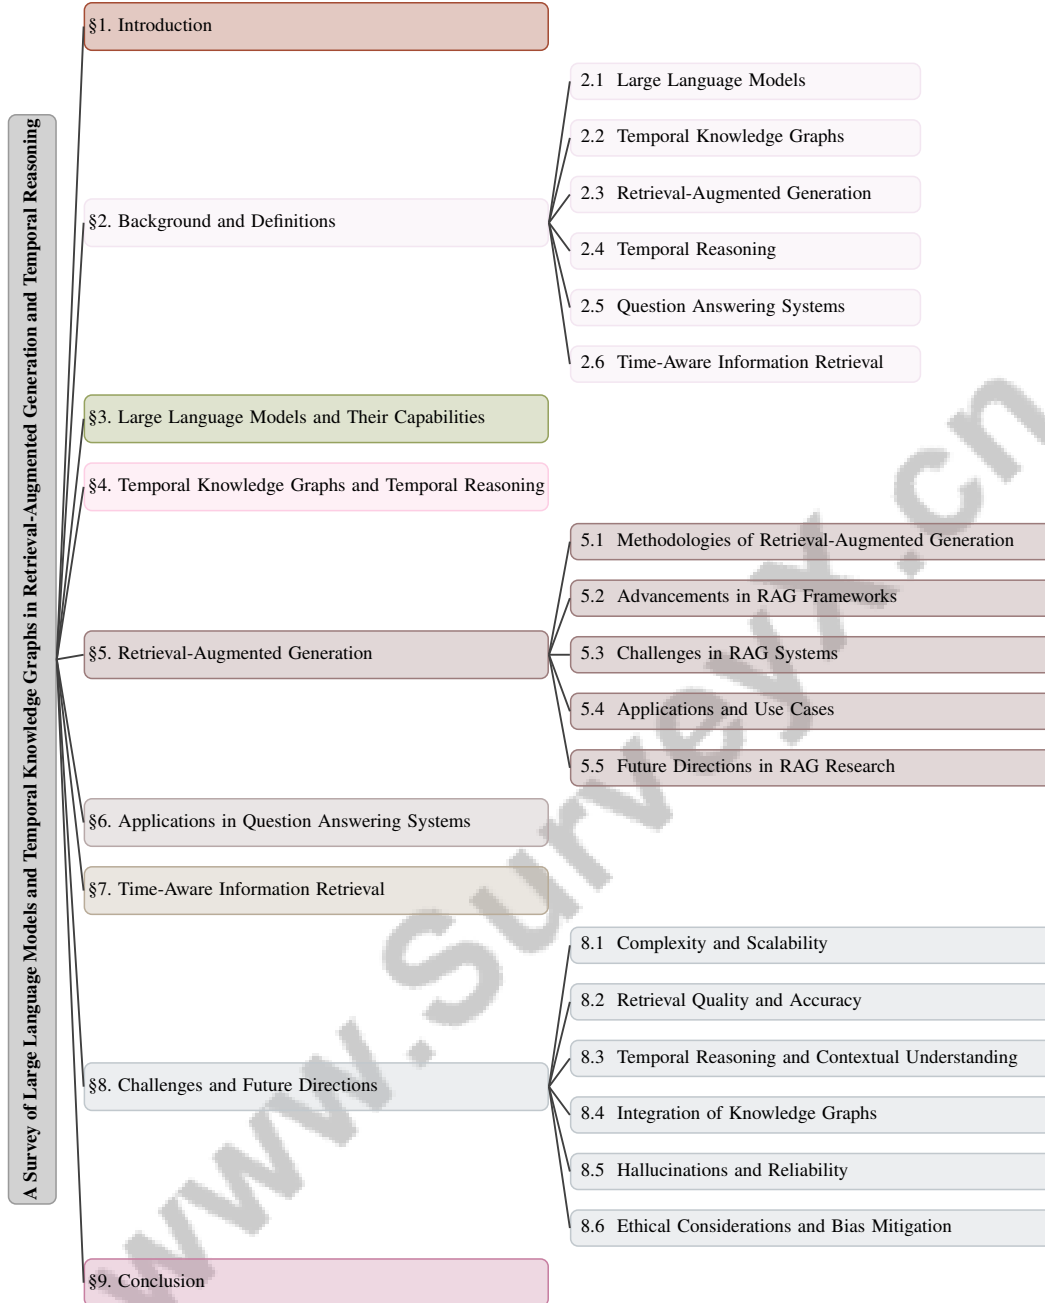 A Survey of Large Language Models and Temporal Knowledge Graphs in Retrieval-Augmented Generation and Temporal Reasoning
§1. Introduction
§2. Background and Definitions
2.1 Large Language Models
2.2 Temporal Knowledge Graphs
2.3 Retrieval-Augmented Generation
2.4 Temporal Reasoning
2.5 Question Answering Systems
2.6 Time-Aware Information Retrieval
§3. Large Language Models and Their Capabilities
§4. Temporal Knowledge Graphs and Temporal Reasoning
§5. Retrieval-Augmented Generation
5.1 Methodologies of Retrieval-Augmented Generation
5.2 Advancements in RAG Frameworks
5.3 Challenges in RAG Systems
5.4 Applications and Use Cases
5.5 Future Directions in RAG Research
§6. Applications in Question Answering Systems
§7. Time-Aware Information Retrieval
§8. Challenges and Future Directions
8.1 Complexity and Scalability
8.2 Retrieval Quality and Accuracy
8.3 Temporal Reasoning and Contextual Understanding
8.4 Integration of Knowledge Graphs
8.5 Hallucinations and Reliability
8.6 Ethical Considerations and Bias Mitigation
§9. Conclusion
www.SurveyX.cn